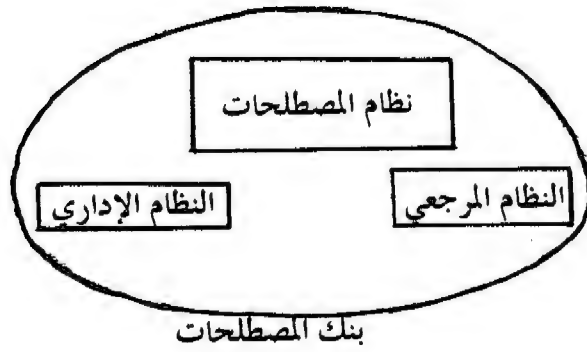 نظام المصطلحات
النظام المرجعي
النظام الإداري
بنك المصطلحات